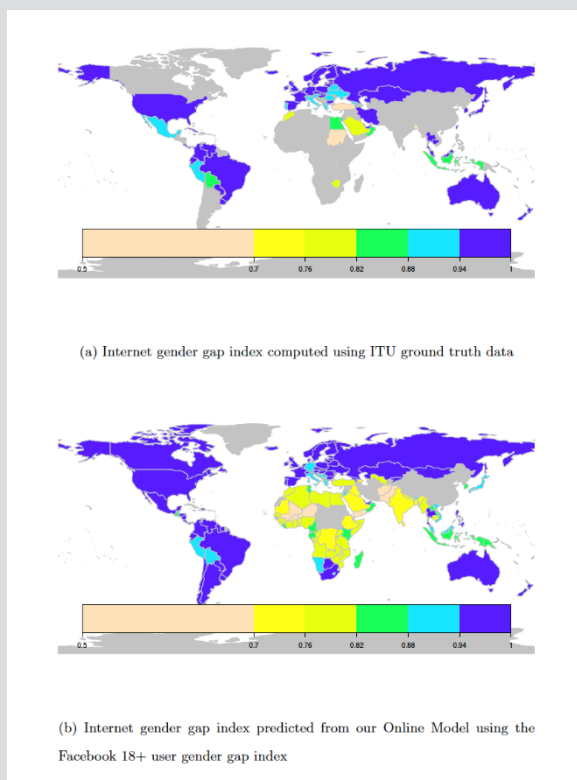 0.5 0.7 0.76 0.82 0.88 0.94 1
(a) Internet gender gap index computed using ITU ground truth data
0.5 0.7 0.76 0.82 0.88 0.94 1
(b) Internet gender gap index predicted from our Online Model using the
Facebook 18+ user gender gap index